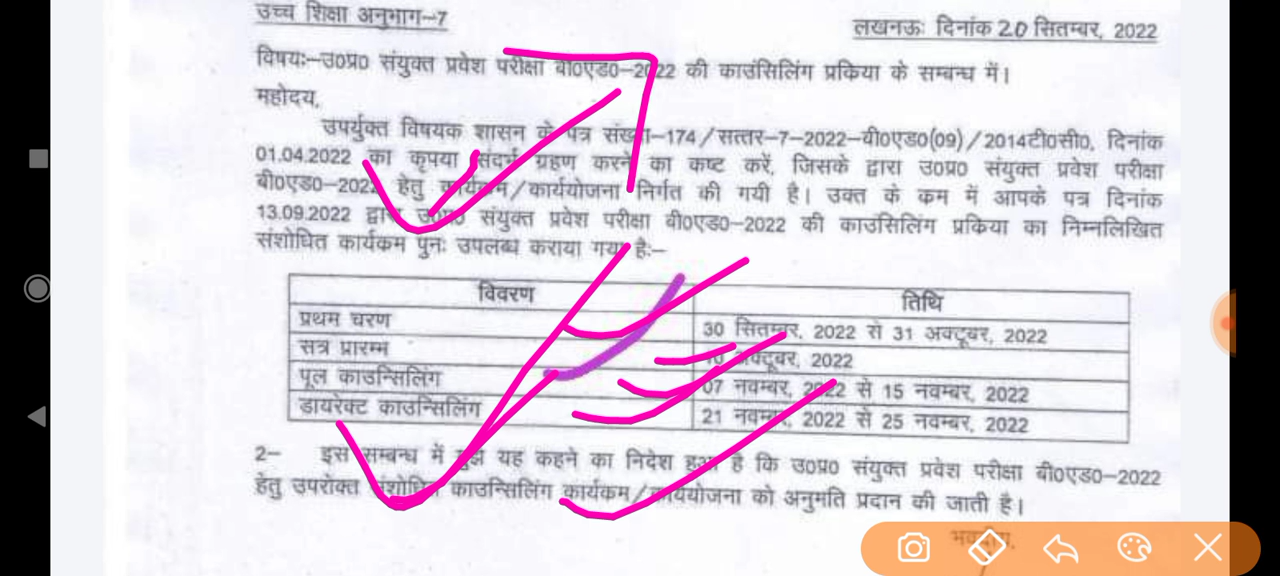 उच्च शिक्षा अनुभाग–7
लखनऊः दिनांक 20 सितम्बर, 2022
विषयः–उ0प्र0 संयुक्त प्रवेश परीक्षा बी0एड0–2022 की काउंसिलिंग प्रकिया के सम्बन्ध में।
महोदय,
उपर्युक्त विषयक शासन के पत्र संख्या–174/सत्तर–7–2022–बी0एड0(09)/2014टी0सी0, दिनांक
01.04.2022 का कृपया संदर्भ ग्रहण करने का कष्ट करें, जिसके द्वारा उ0प्र0 संयुक्त प्रवेश परीक्षा
बी0एड0–2022 हेतु कार्यकम/कार्ययोजना निर्गत की गयी है। उक्त के कम में आपके पत्र दिनांक
13.09.2022 द्वारा उ0प्र0 संयुक्त प्रवेश परीक्षा बी0एड0–2022 की काउंसिलिंग प्रकिया का निम्नलिखित
संशोधित कार्यकम पुनः उपलब्ध कराया गया हैः–
विवरण तिथि
प्रथम चरण 30 सितम्बर, 2022 से 31 अक्टूबर, 2022
सत्र प्रारम्भ 10 अक्टूबर, 2022
पूल काउन्सिलिंग 07 नवम्बर, 2022 से 15 नवम्बर, 2022
डायरेक्ट काउन्सिलिंग 21 नवम्बर, 2022 से 25 नवम्बर, 2022
2– इस सम्बन्ध में मुझे यह कहने का निदेश हुआ है कि उ0प्र0 संयुक्त प्रवेश परीक्षा बी0एड0–2022
हेतु उपरोक्त संशोधित काउन्सिलिंग कार्यकम/कार्ययोजना को अनुमति प्रदान की जाती है।
भवदीय,